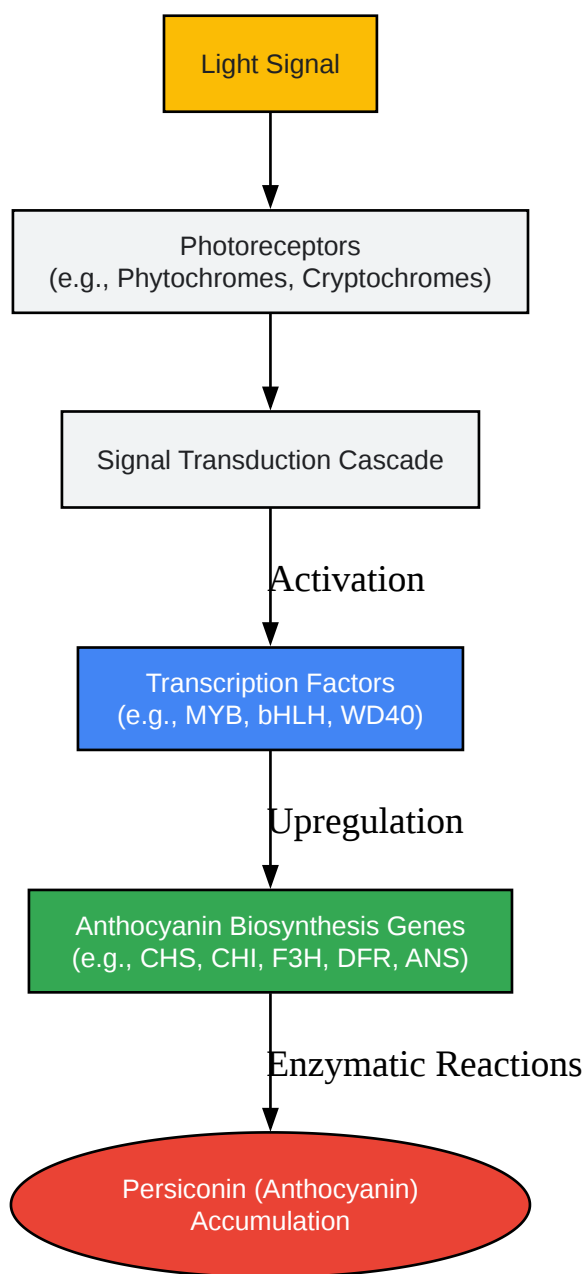 Light Signal
Photoreceptors
(e.g., Phytochromes, Cryptochromes)
Signal Transduction Cascade
Activation
Transcription Factors
(e.g., MYB, bHLH, WD40)
Upregulation
Anthocyanin Biosynthesis Genes
(e.g., CHS, CHI, F3H, DFR, ANS)
Enzymatic Reactions
Persiconin (Anthocyanin)
Accumulation